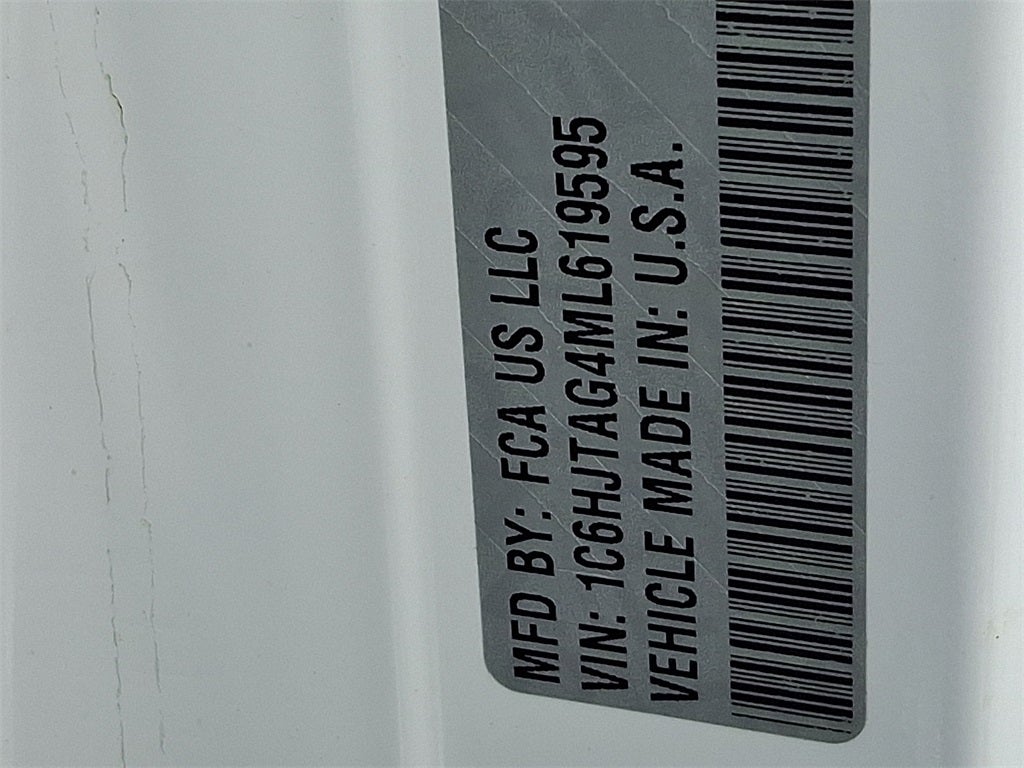 MFD BY: FCA US LLC
VIN: 1C6HJTAG4ML619595
VEHICLE MADE IN: U.S.A.